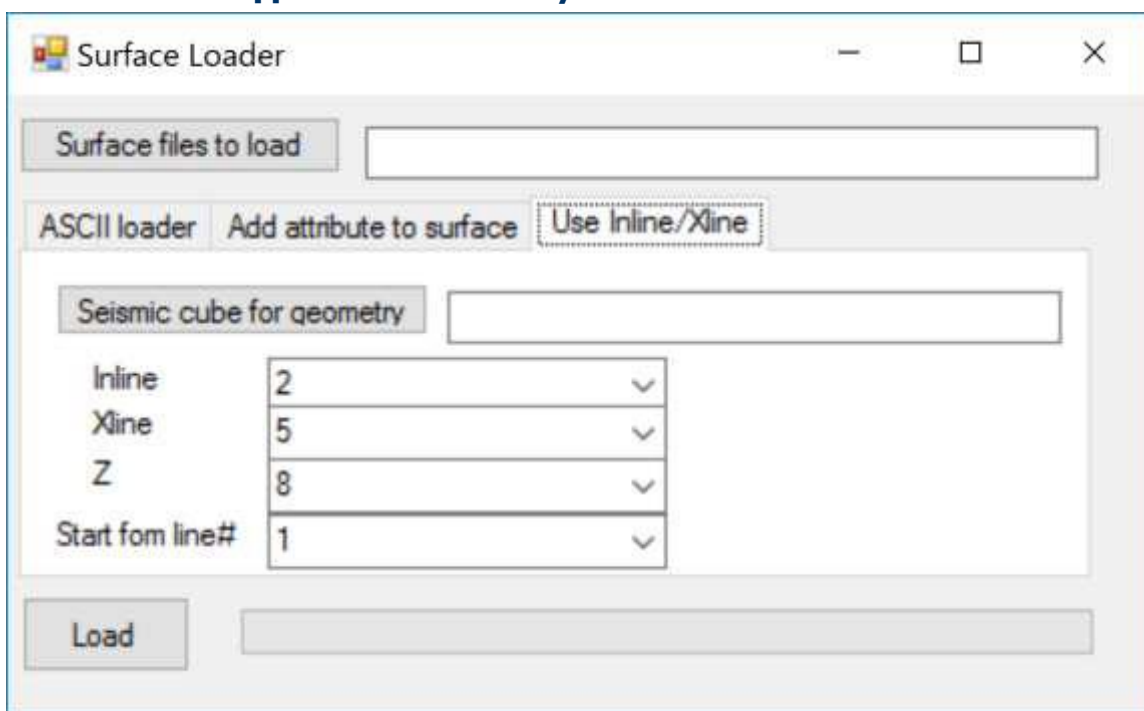 Surface Loader
Surface files to load
ASCII loader Add attribute to surface Use Inline/Xline
Seismic cube for geometry
Inline 2
Xline 5
Z 8
Start fom line# 1
Load